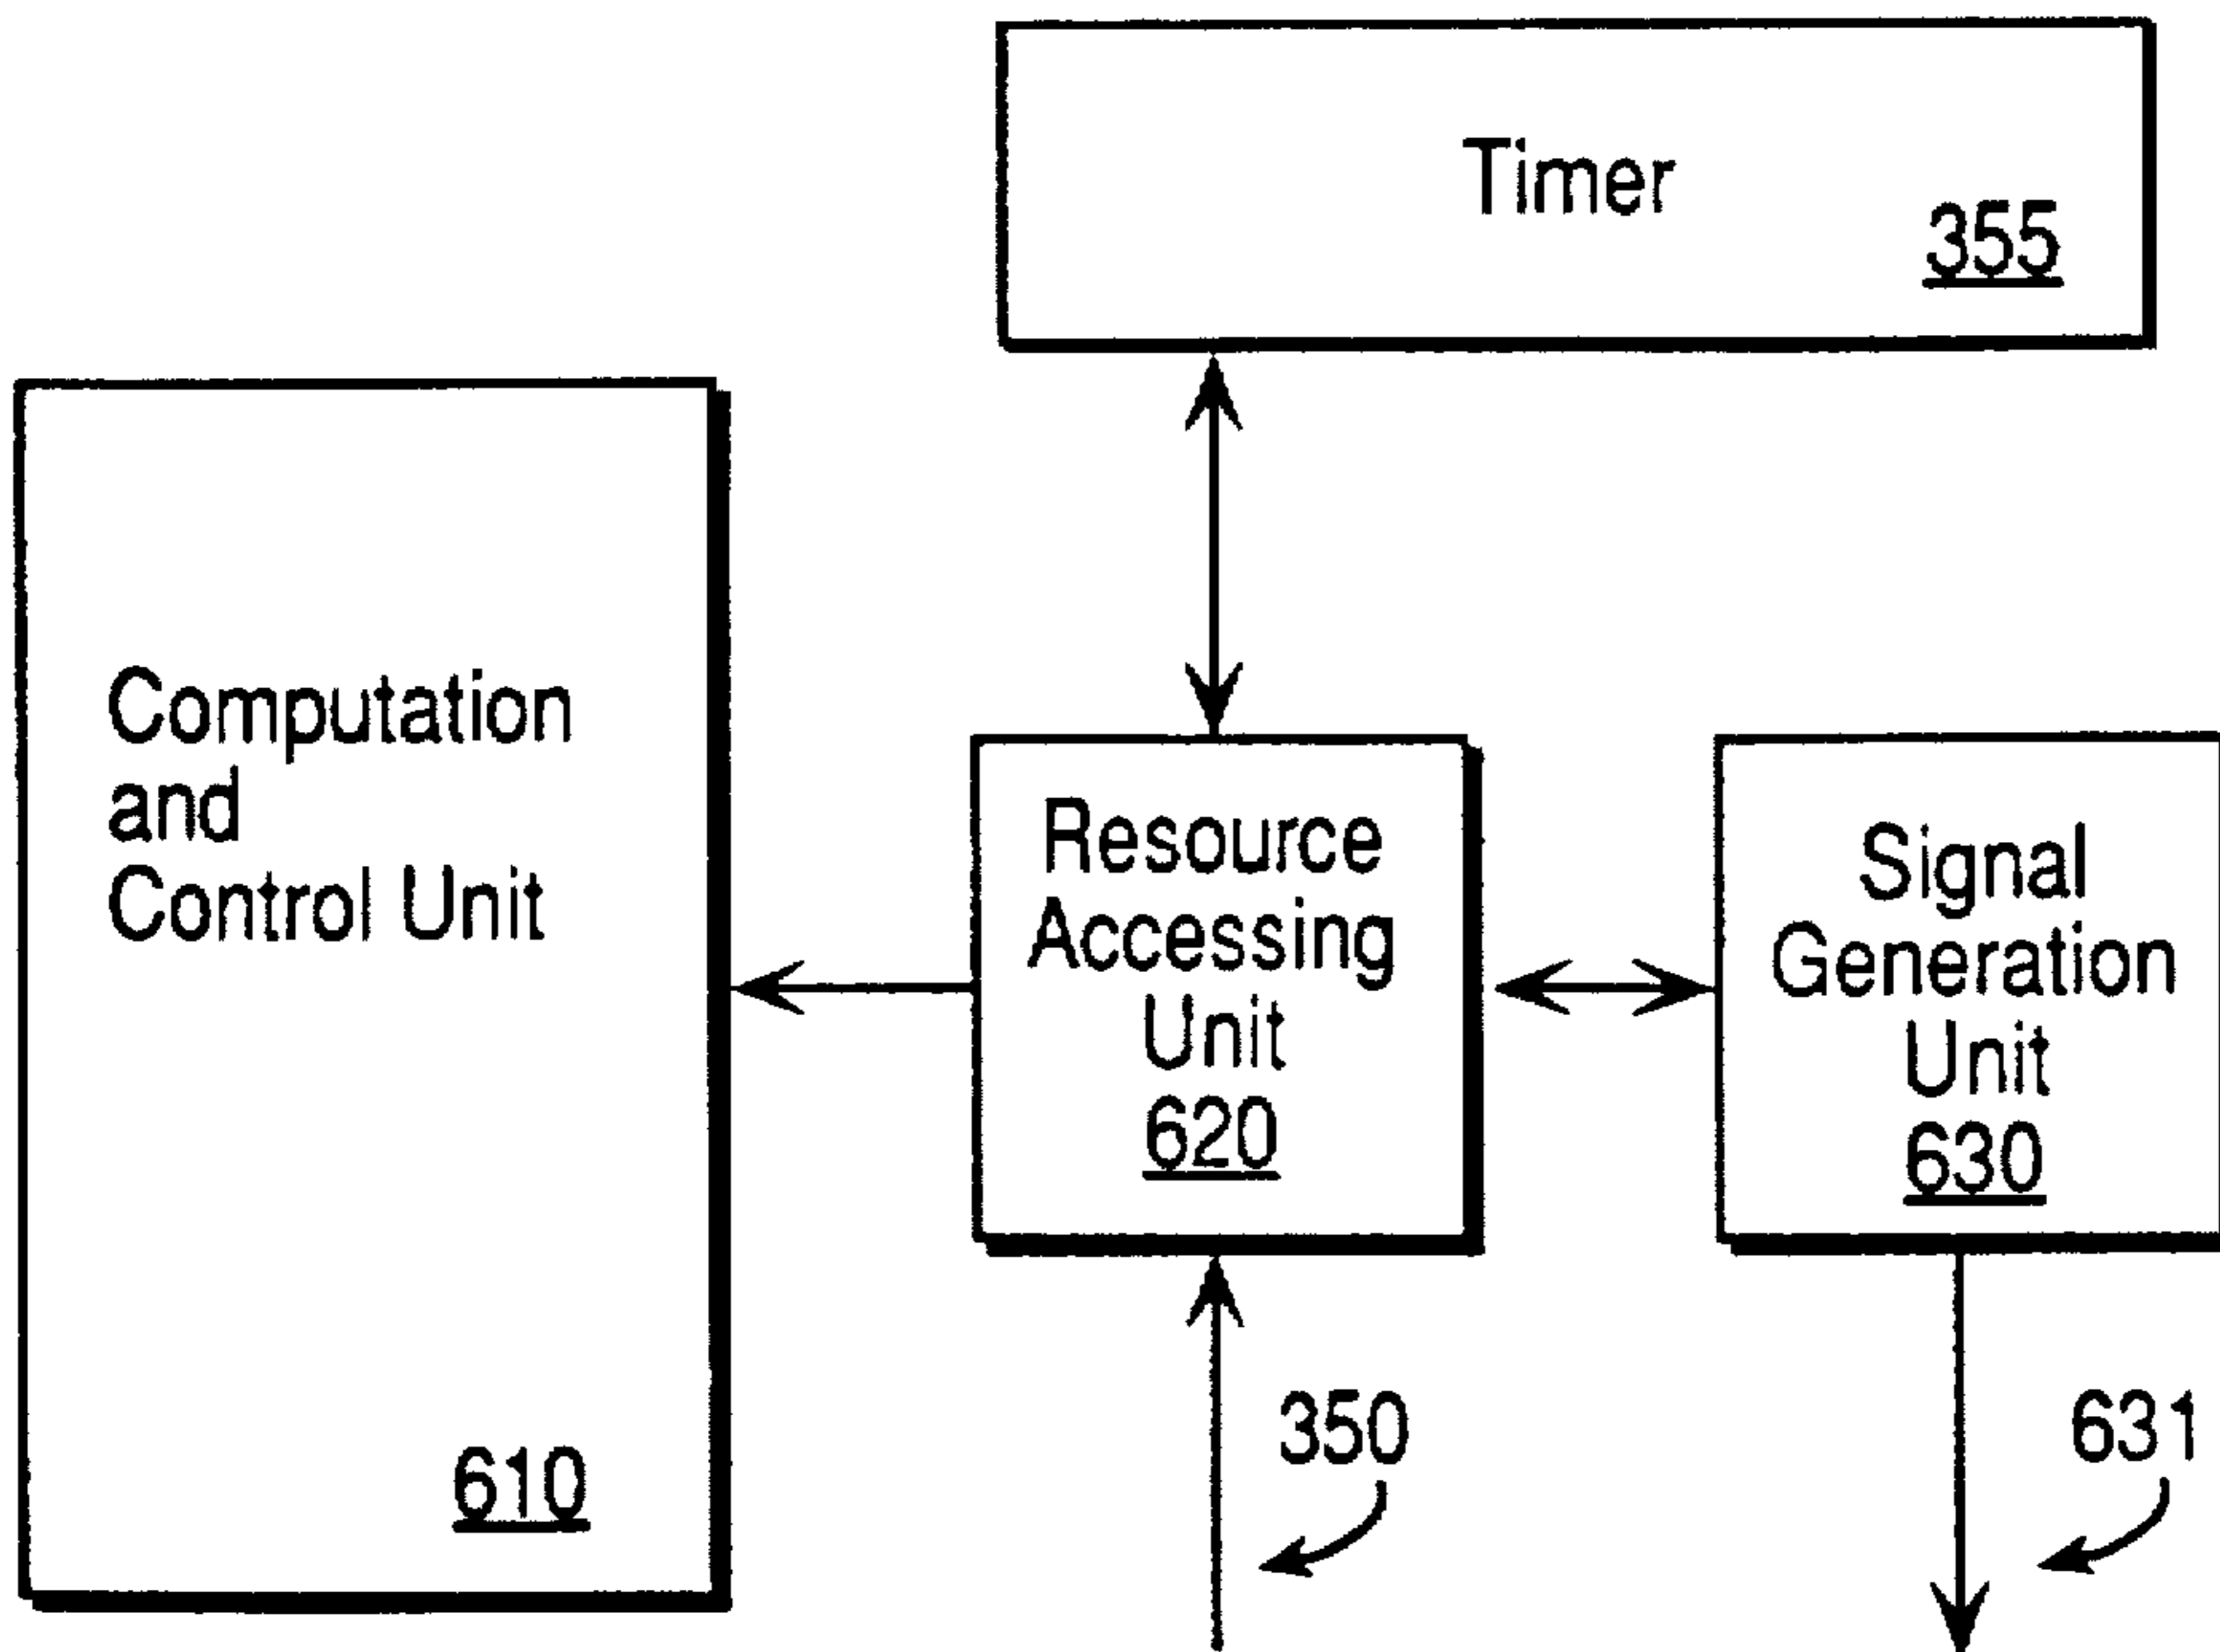 Timer
355
Computation
and
Control Unit
610
Resource
Accessing
Unit
620
Signal
Generation
Unit
630
350
631